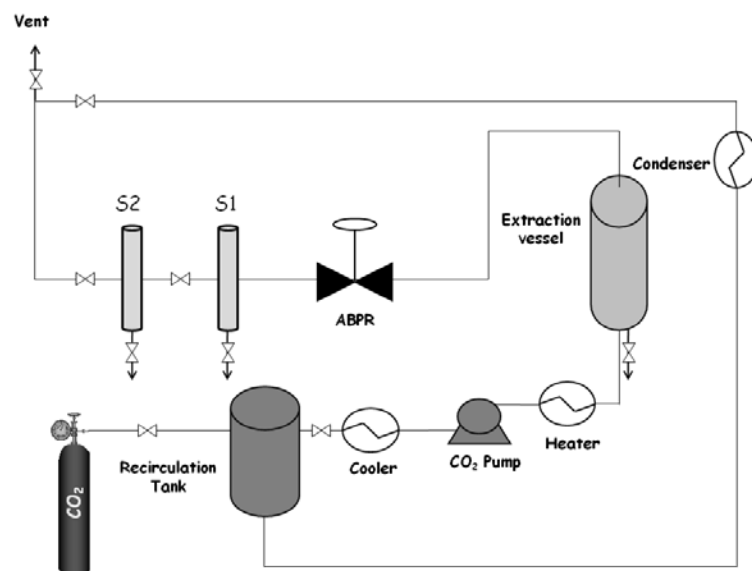 Vent
Condenser
S2
S1
Extraction
vessel
ABPR
Recirculation
Tank
Cooler
CO₂ Pump
Heater
CO₂